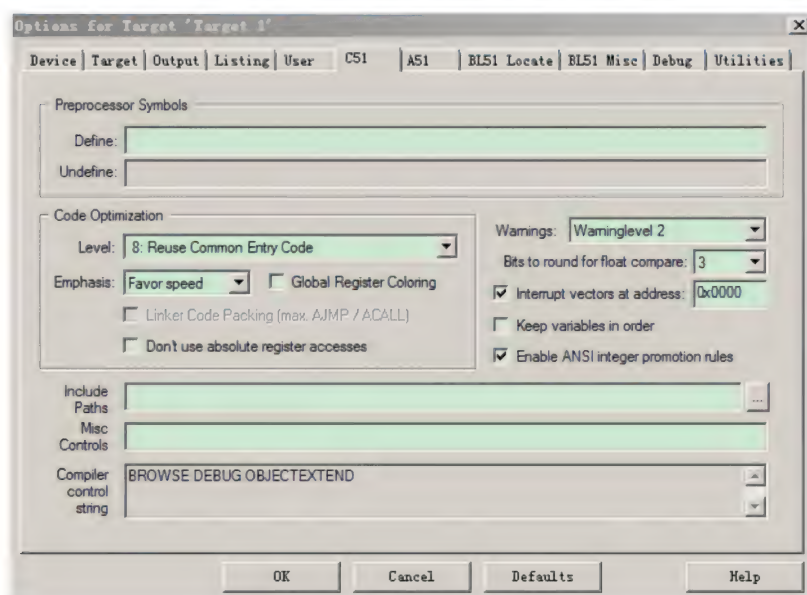 Options for Target 'Target 1'
Device Target Output Listing User C51 A51 BL51 Locate BL51 Misc Debug Utilities
Preprocessor Symbols
Define:
Undefine:
Code Optimization
Level: 8: Reuse Common Entry Code
Emphasis: Favor speed Global Register Coloring
Linker Code Packing (max. AJMP / ACALL)
Don't use absolute register accesses
Warnings: Warninglevel 2
Bits to round for float compare: 3
Interrupt vectors at address: 0x0000
Keep variables in order
Enable ANSI integer promotion rules
Include
Paths
...
Misc
Controls
Compiler
control
string
BROWSE DEBUG OBJECTEXTEND
OK Cancel Defaults Help